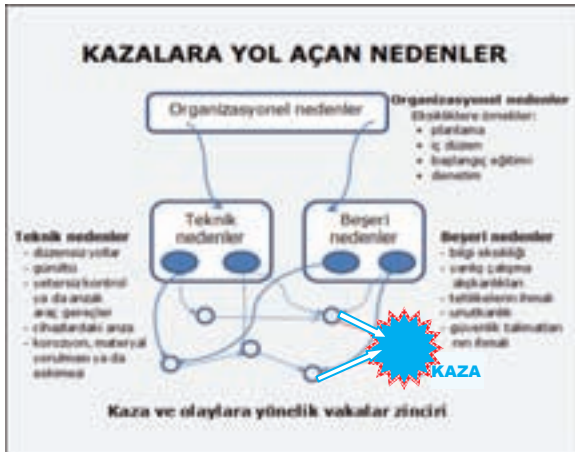 KAZALARA YOL AÇAN NEDENLER
Organizasyonel nedenler
Organizasyonel nedenler
Eksikliklere örnekler:
• planlama
• iç düzen
• başlangıç eğitimi
• denetim
Teknik
nedenler
Beşeri
nedenler
Teknik nedenler
- düzensiz yollar
- gürültü
- yetersiz kontrol
ya da arızalı
araç gereçler
- cihazlardaki arıza
- korozyon, materyal
yorulması ya da
eskimesi
Beşeri nedenler
- bilgi eksikliği
- yanlış çalışma
alışkanlıkları
- tehlikelerin ihmali
- unutkanlık
- güvenlik talimatları
nın ihmali
KAZA
Kaza ve olaylara yönelik vakalar zinciri